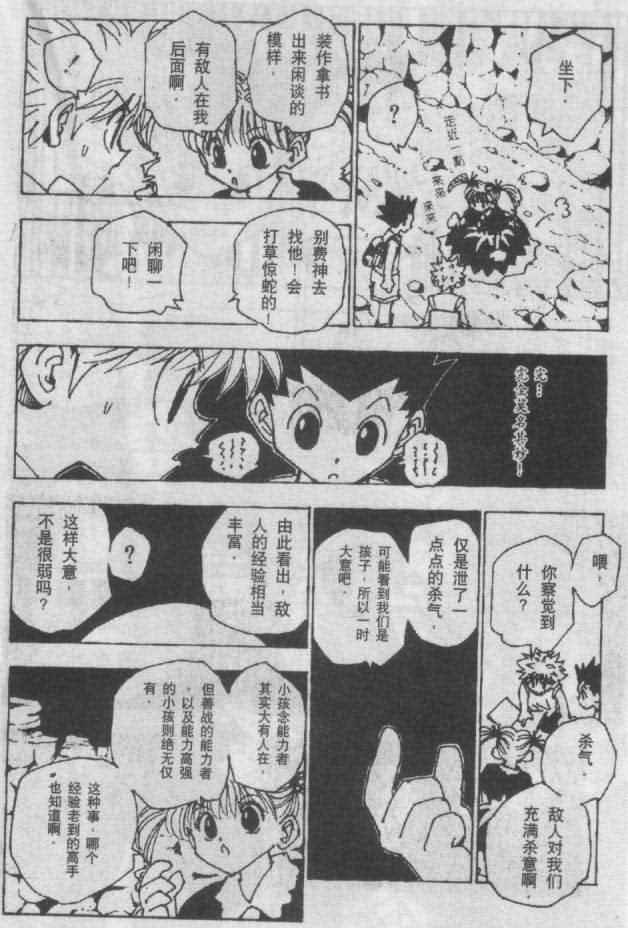 坐下．
？
走近一點
來來
來來
装作拿书
出来闲谈的
模样．
有敌人在我
后面啊．
！
别费神去
找他！会
打草惊蛇的！
闲聊一
下吧！
完…
完全莫名其妙！
喂，
你察觉到
什么？
杀气．
敌人对我们
充满杀意啊．
仅是泄了一
点点的杀气．
可能看到我们是
孩子，所以一时
大意吧．
由此看出，敌
人的经验相当
丰富．
？
这样大意，
不是很弱吗？
小孩念能力者
其实大有人在，
但善战的能力者
，以及能力高强
的小孩则绝无仅
有．
这种事，哪个
经验老到的高手
也知道啊．